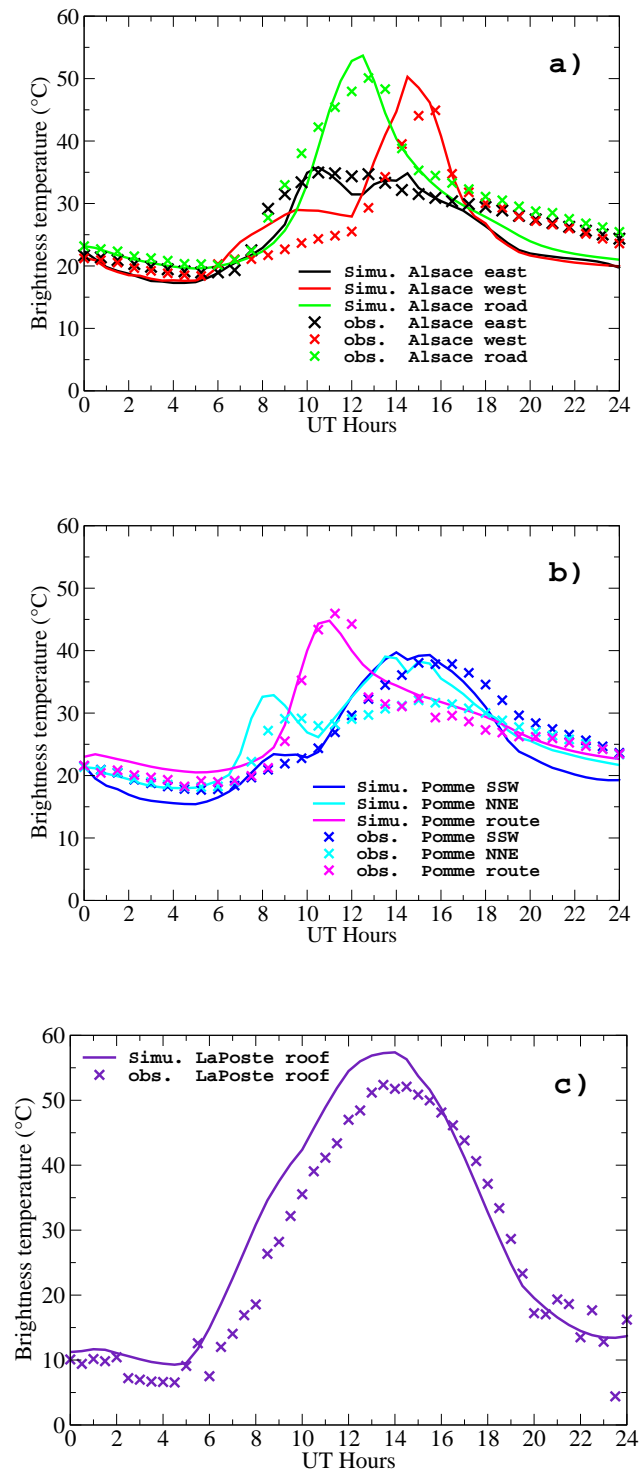 60
a)
50
40
30
20
10
0
Brightness temperature (°C)
Simu. Alsace east
Simu. Alsace west
Simu. Alsace road
obs. Alsace east
obs. Alsace west
obs. Alsace road
0 2 4 6 8 10 12 14 16 18 20 22 24
UT Hours
60
b)
50
40
30
20
10
0
Brightness temperature (°C)
Simu. Pomme SSW
Simu. Pomme NNE
Simu. Pomme route
obs. Pomme SSW
obs. Pomme NNE
obs. Pomme route
0 2 4 6 8 10 12 14 16 18 20 22 24
UT Hours
60
Simu. LaPoste roof
obs. LaPoste roof
c)
50
40
30
20
10
0
Brightness temperature (°C)
0 2 4 6 8 10 12 14 16 18 20 22 24
UT Hours